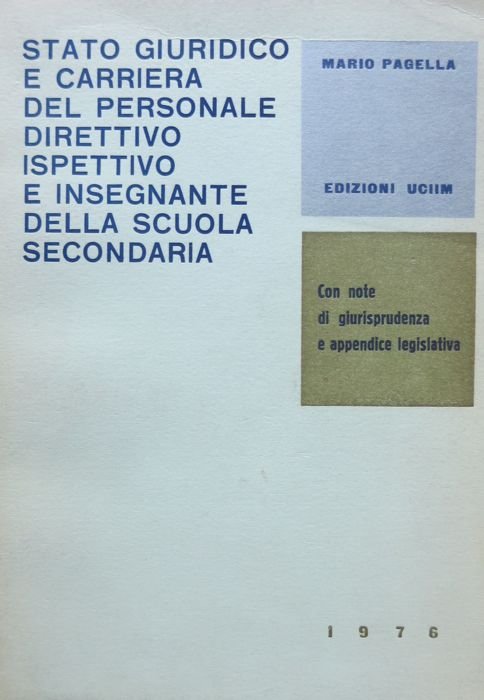 STATO GIURIDICO
E CARRIERA
DEL PERSONALE
DIRETTIVO
ISPETTIVO
E INSEGNANTE
DELLA SCUOLA
SECONDARIA
MARIO PAGELLA
EDIZIONI UCIIM
Con note
di giurisprudenza
e appendice legislativa
1976